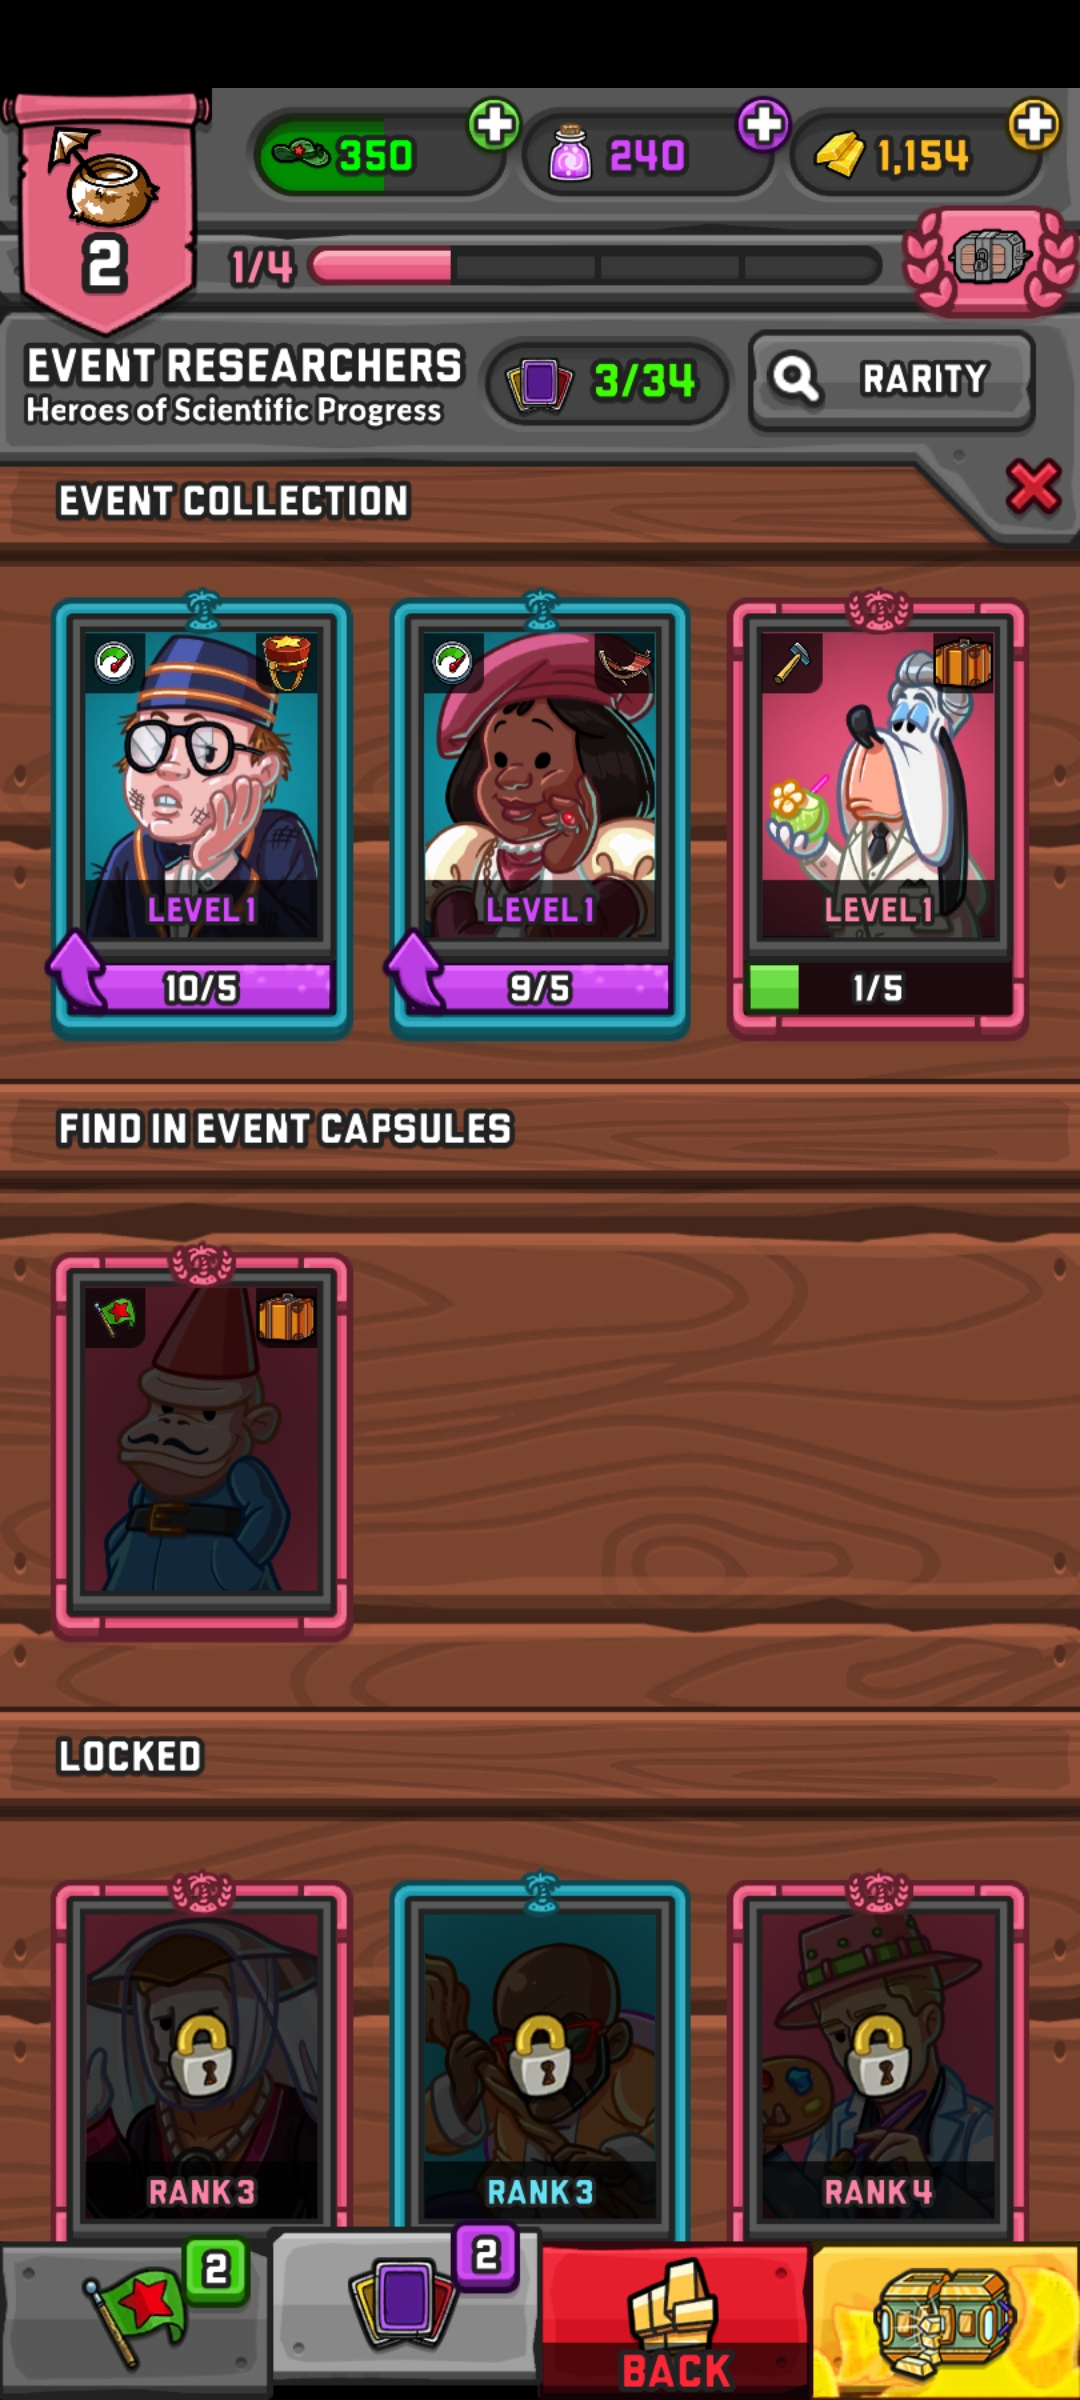 350
240
1,154
2
1/4
EVENT RESEARCHERS
Heroes of Scientific Progress
3/34
RARITY
EVENT COLLECTION
LEVEL 1
LEVEL 1
LEVEL 1
10/5
9/5
1/5
FIND IN EVENT CAPSULES
LOCKED
RANK 3
RANK 3
RANK 4
2
2
BACK